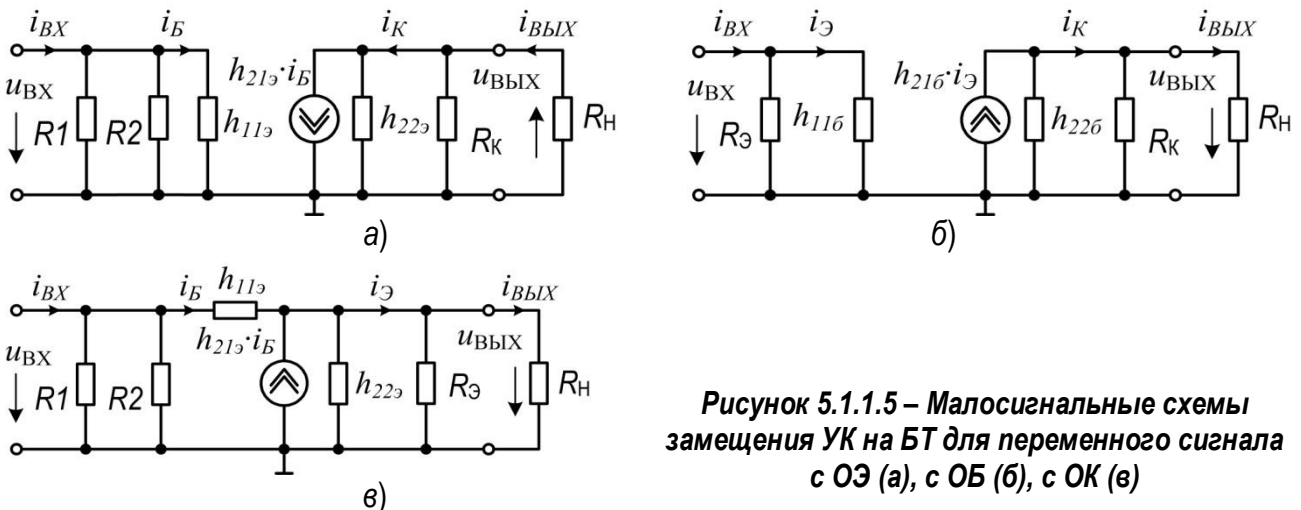 iВХ iБ iК iВЫХ
h21э·iБ
uВХ R1 R2 h11э h22э uВЫХ RК RН
а)
iВХ iЭ iК iВЫХ
h21б·iЭ
uВХ RЭ h11б h22б uВЫХ RК RН
б)
iВХ iБ h11э iЭ iВЫХ
h21э·iБ
uВХ R1 R2 h22э RЭ uВЫХ RН
в)
Рисунок 5.1.1.5 – Малосигнальные схемы
замещения УК на БТ для переменного сигнала
с ОЭ (а), с ОБ (б), с ОК (в)